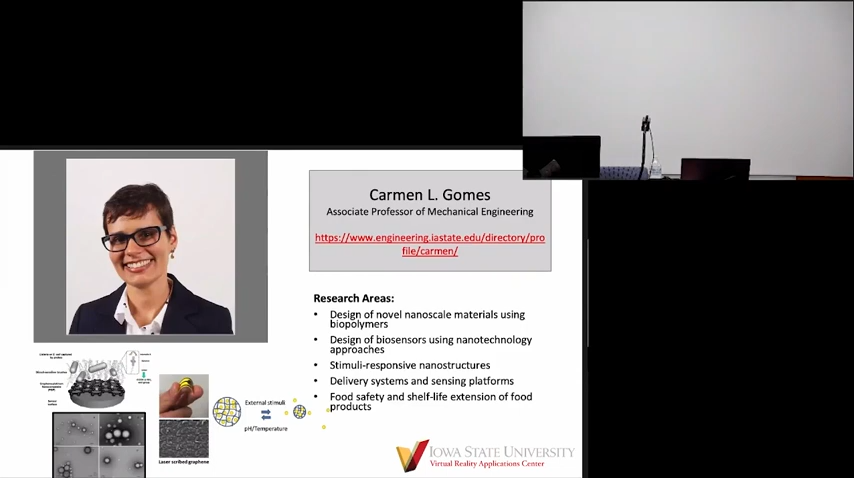 Carmen L. Gomes
Associate Professor of Mechanical Engineering
https://www.engineering.iastate.edu/directory/pro
file/carmen/
Research Areas:
• Design of novel nanoscale materials using
biopolymers
• Design of biosensors using nanotechnology
approaches
• Stimuli-responsive nanostructures
• Delivery systems and sensing platforms
• Food safety and shelf-life extension of food
products
External stimuli
pH/Temperature
Laser scribed graphene
IOWA STATE UNIVERSITY
Virtual Reality Applications Center